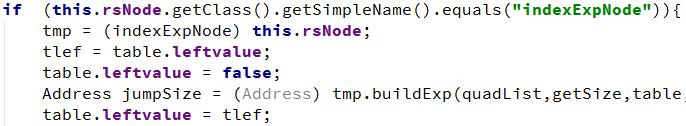 if (this.rsNode.getClass().getSimpleName().equals("indexExpNode")){
tmp = (indexExpNode) this.rsNode;
tlef = table.leftvalue;
table.leftvalue = false;
Address jumpSize = (Address) tmp.buildExp(quadList,getSize,table,
table.leftvalue = tlef;